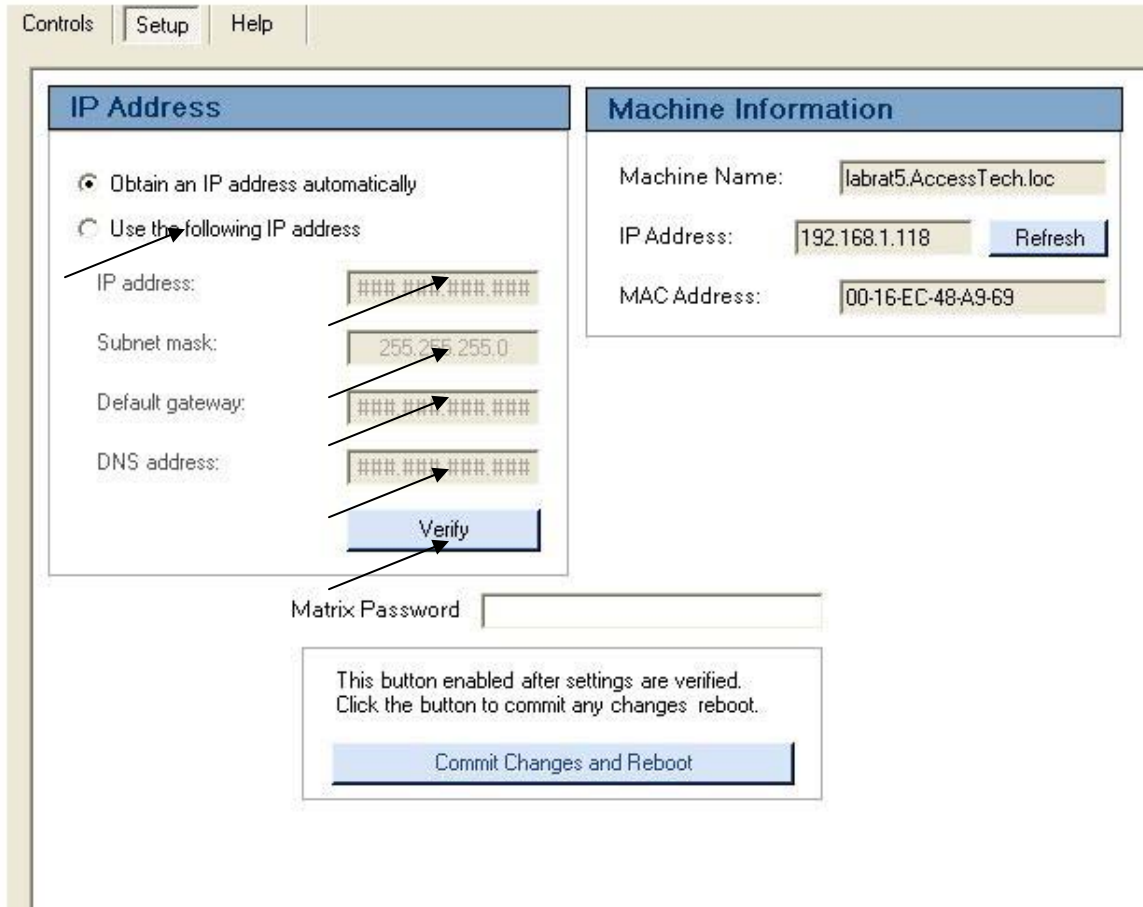 Controls Setup Help
IP Address
Obtain an IP address automatically
Use the following IP address
IP address: ###.###.###.###
Subnet mask: 255.255.255.0
Default gateway: ###.###.###.###
DNS address: ###.###.###.###
Verify
Machine Information
Machine Name: labrat5.AccessTech.loc
IP Address: 192.168.1.118 Refresh
MAC Address: 00-16-EC-48-A9-69
Matrix Password
This button enabled after settings are verified.
Click the button to commit any changes reboot.
Commit Changes and Reboot